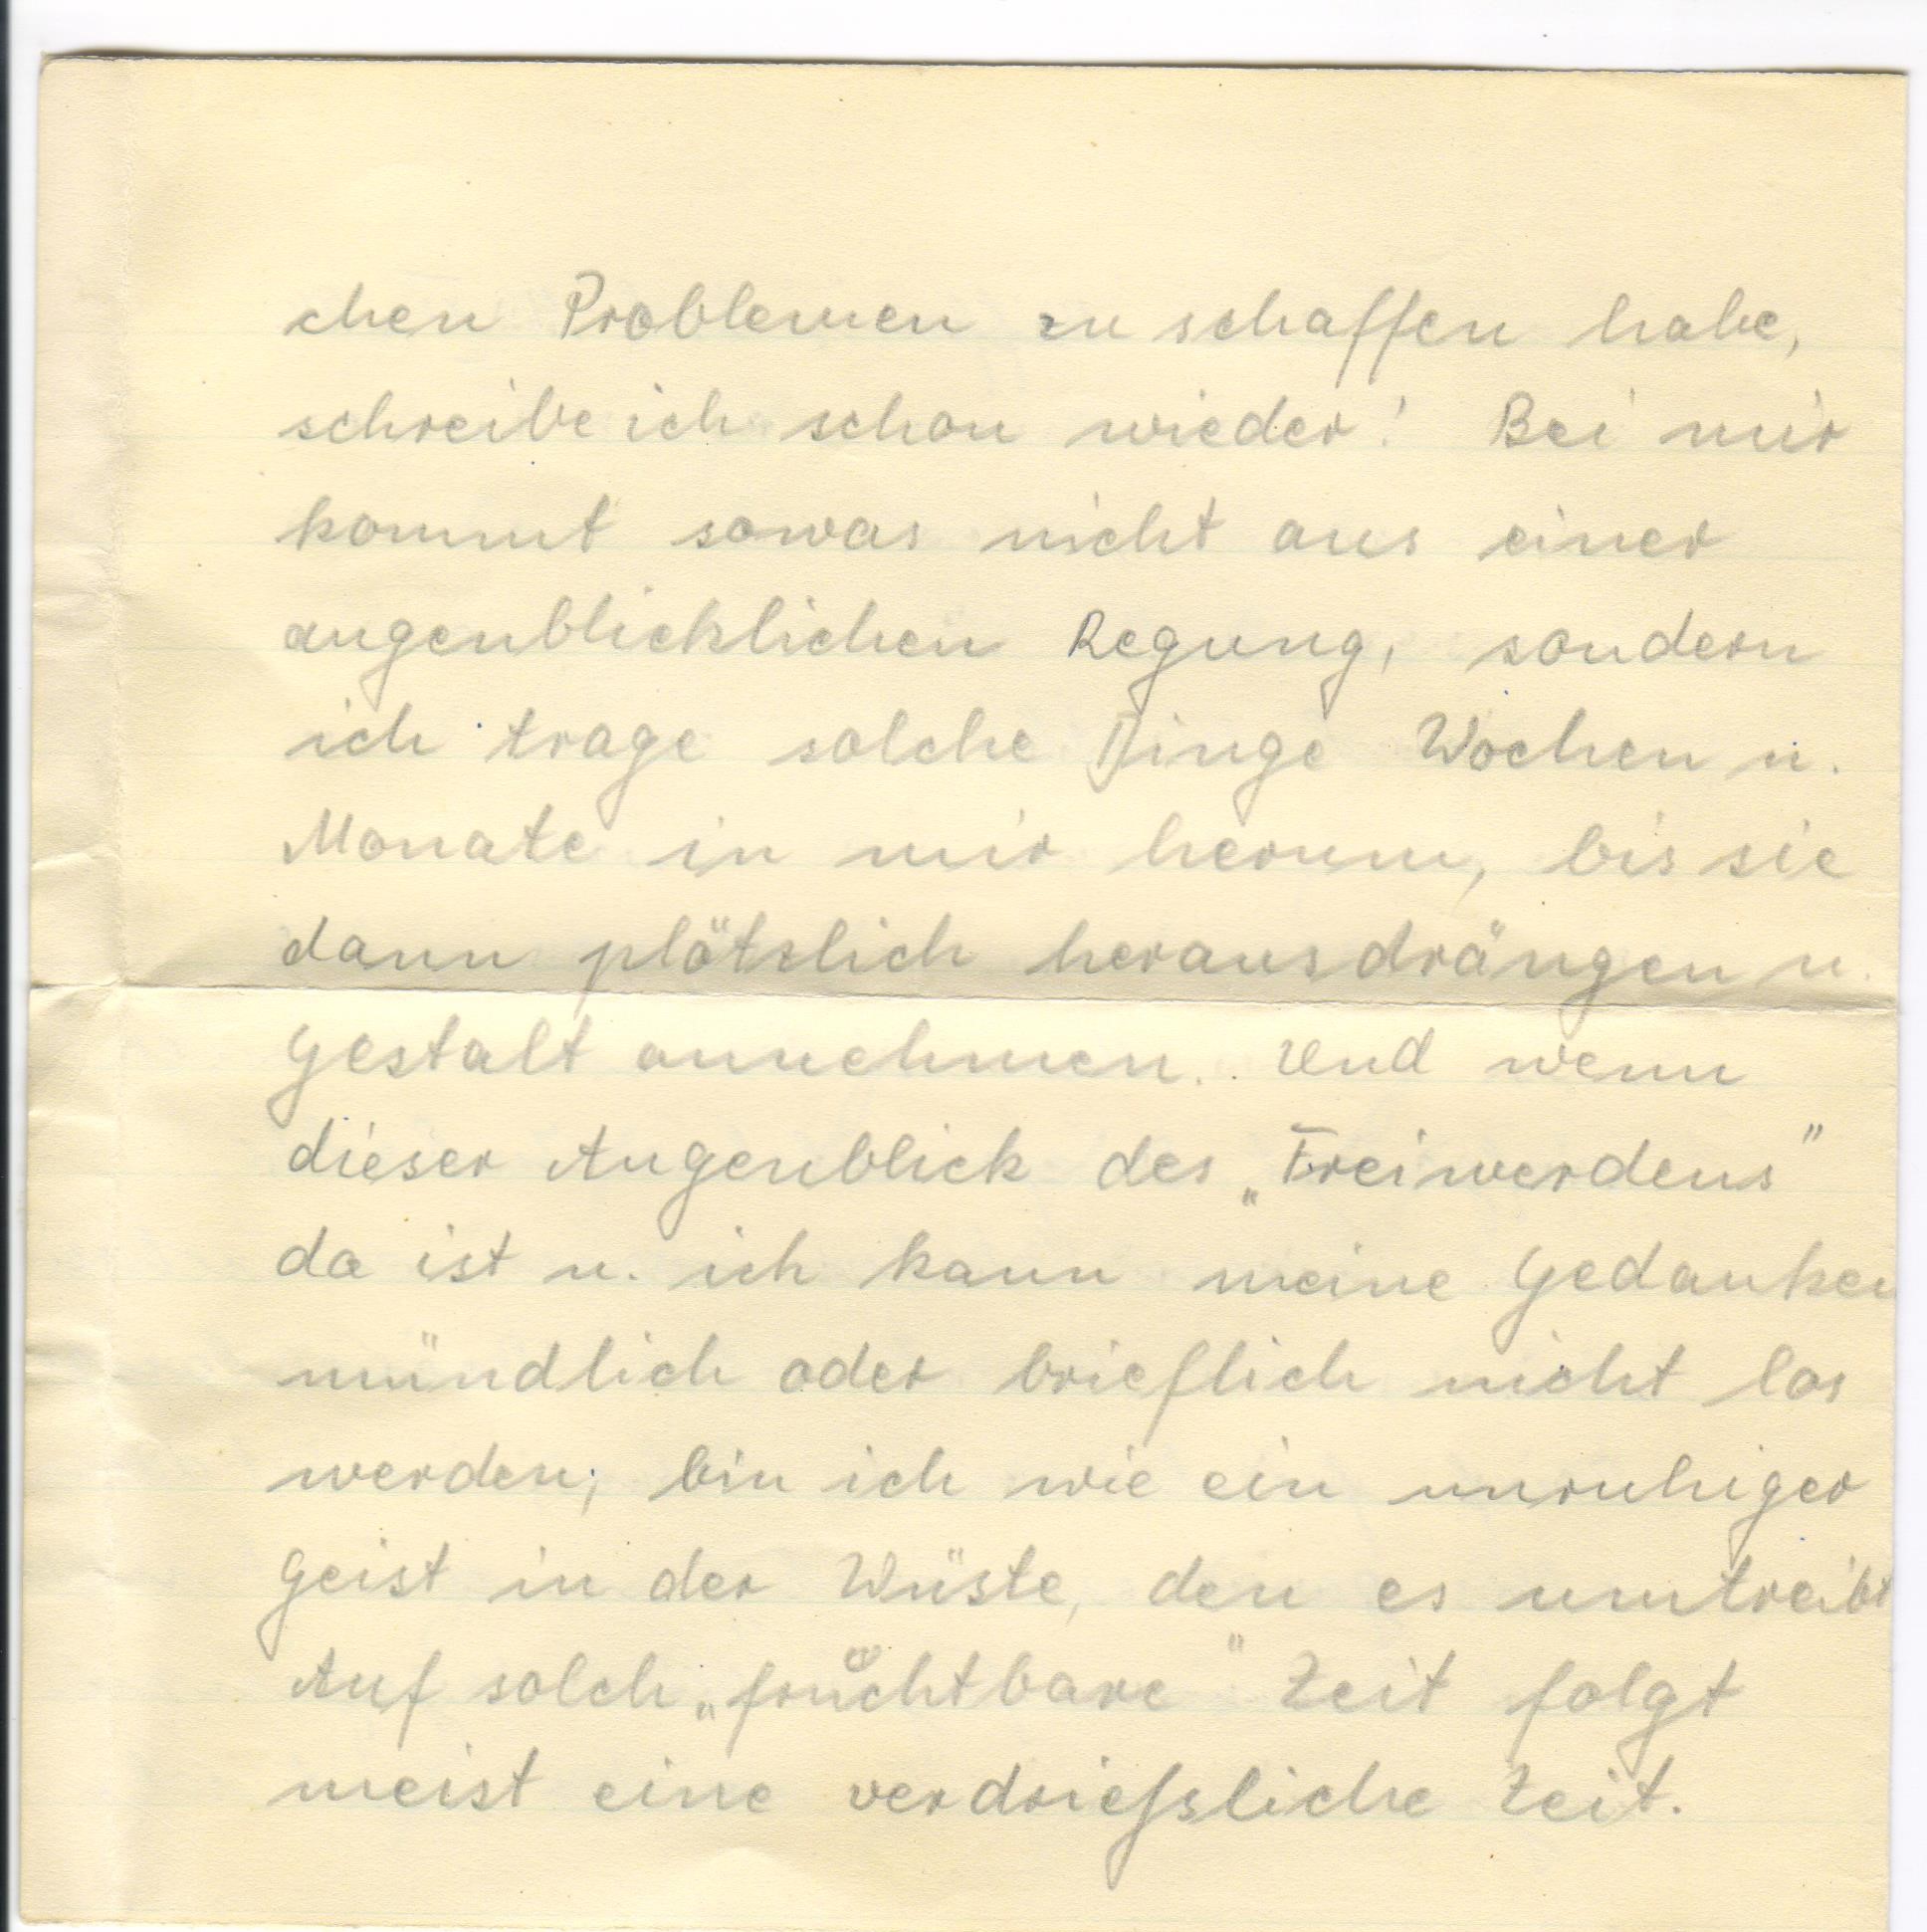 chen Problemen zu schaffen habe,
schreibe ich schon wieder! Bei mir
kommt sowas nicht aus einer
augenblicklichen Regung, sondern
ich trage solche Dinge Wochen u.
Monate in mir herum, bis sie
dann plötzlich herausdrängen u.
Gestalt annehmen. Und wenn
dieser Augenblick des „Freiwerdens"
da ist u. ich kann meine Gedanken
mündlich oder brieflich nicht los
werden, bin ich wie ein unruhiger
Geist in der Wüste, den es umtreibt
Auf solch „fruchtbare" Zeit folgt
meist eine verdriessliche Zeit.